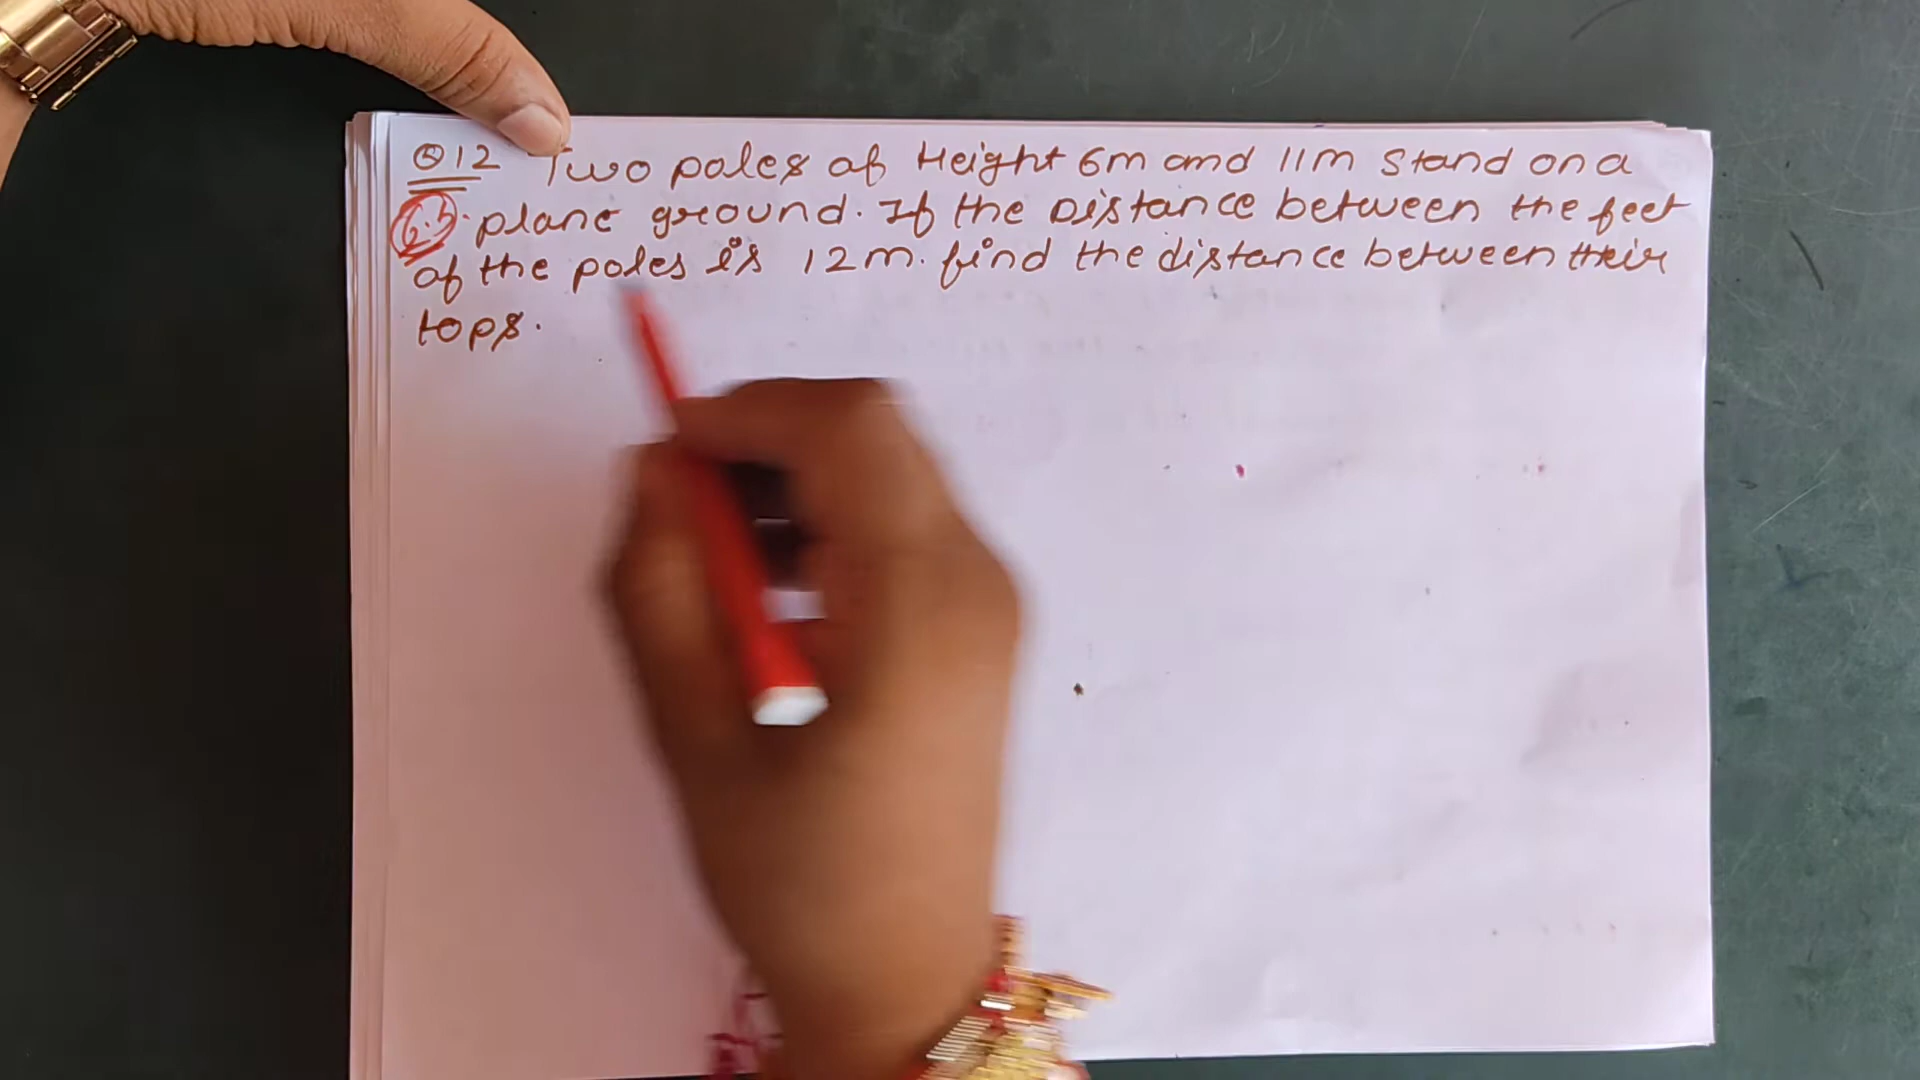 Q12 Two poles of Height 6m and 11m stand on a
6.5. plane ground. If the Distance between the feet
of the poles is 12m. find the distance between their
tops.